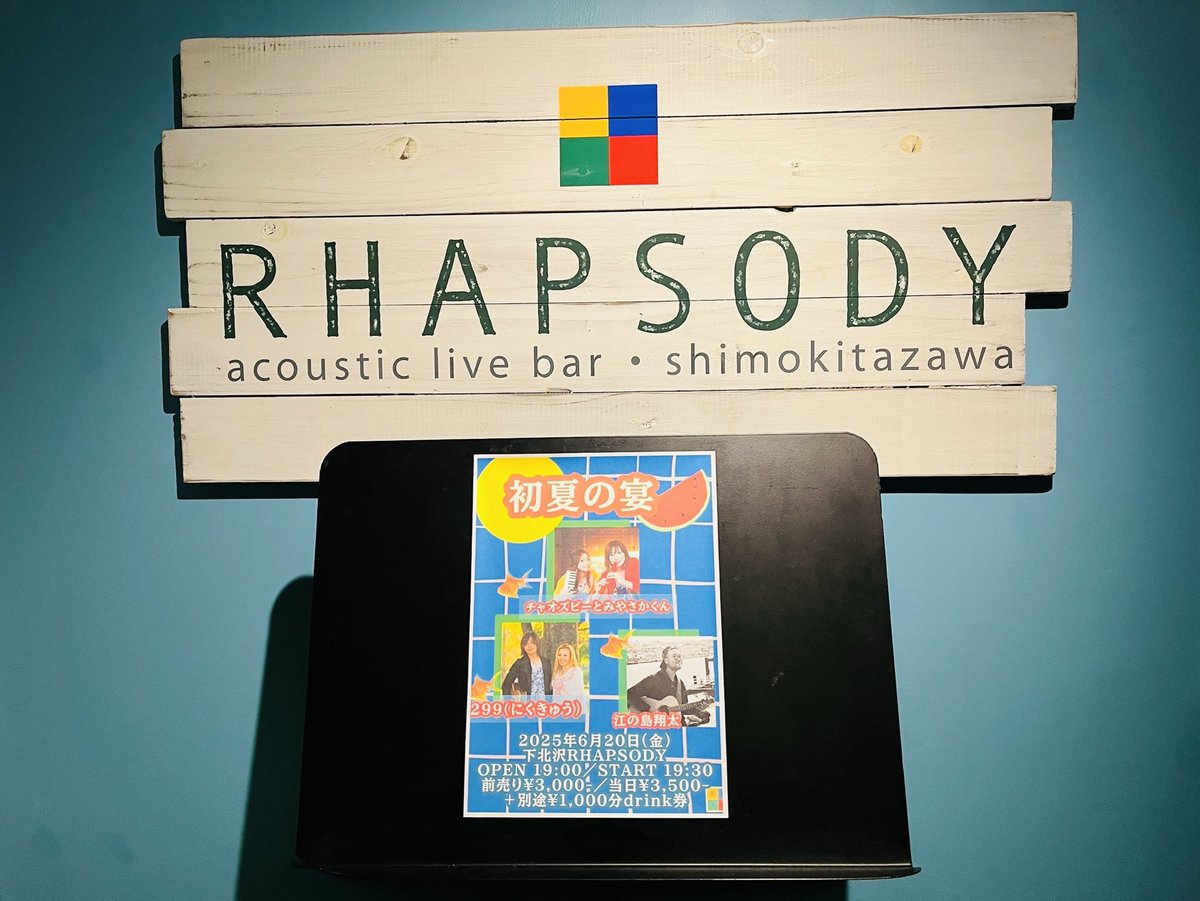 RHAPSODY
acoustic live bar・shimokitazawa
初夏の宴
チャオズビーとみやさかくん
299(にくきゅう)
江の島翔太
2025年6月20日(金)
下北沢RHAPSODY
OPEN 19:00/START 19:30
前売り¥3,000-/当日¥3,500-
+別途¥1,000分drink券